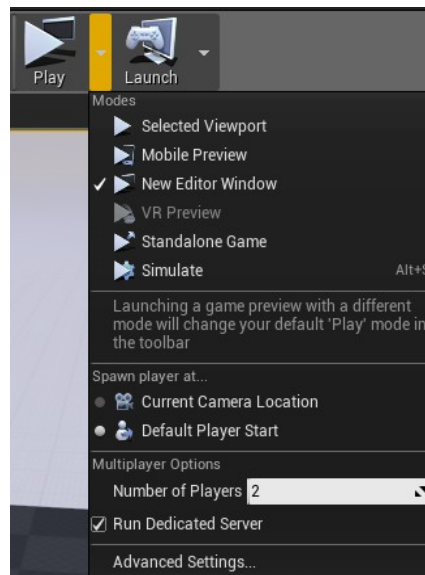 Play
Launch
Modes
Selected Viewport
Mobile Preview
New Editor Window
VR Preview
Standalone Game
Simulate Alt+S
Launching a game preview with a different
mode will change your default 'Play' mode in
the toolbar
Spawn player at...
Current Camera Location
Default Player Start
Multiplayer Options
Number of Players 2
Run Dedicated Server
Advanced Settings...